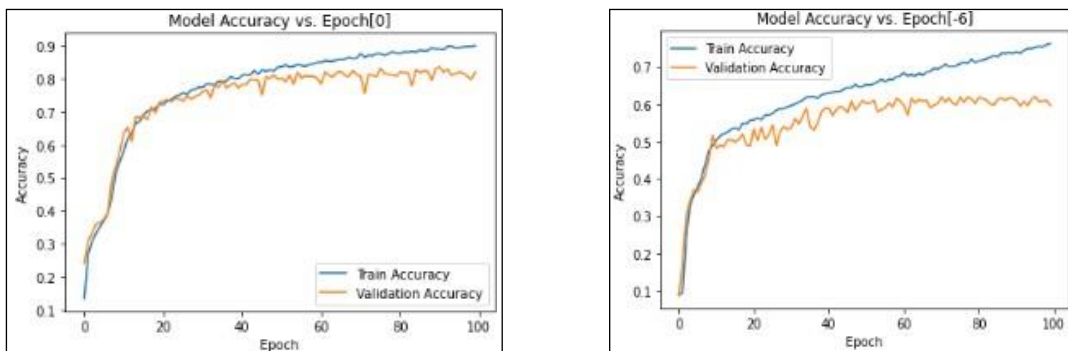 Model Accuracy vs. Epoch[0]
0.9
0.8
0.7
0.6
0.5
0.4
0.3
0.2
0.1
Accuracy
Train Accuracy
Validation Accuracy
0 20 40 60 80 100
Epoch
Model Accuracy vs. Epoch[-6]
Train Accuracy
Validation Accuracy
0.7
0.6
0.5
0.4
0.3
0.2
0.1
Accuracy
0 20 40 60 80 100
Epoch